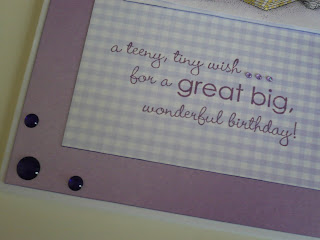 a teeny, tiny wish...
for a great big,
wonderful birthday!